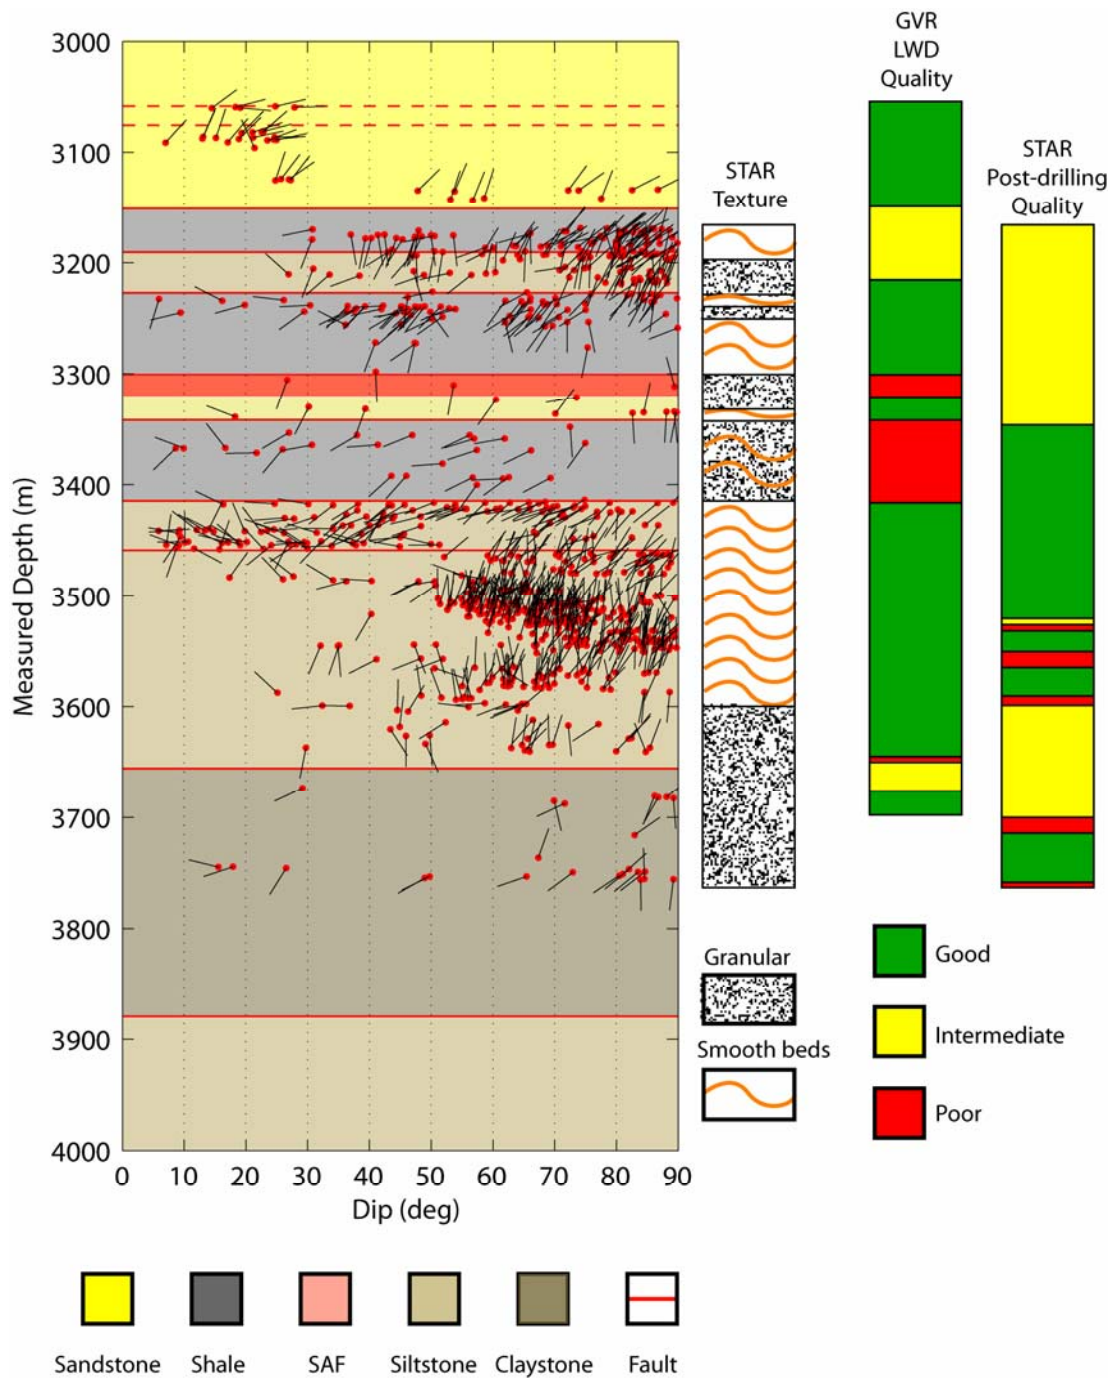 GVR
LWD
Quality
STAR
Post-drilling
Quality
STAR
Texture
3000
3100
3200
3300
3400
3500
3600
3700
3800
3900
4000
Measured Depth (m)
0 10 20 30 40 50 60 70 80 90
Dip (deg)
Granular
Smooth beds
Good
Intermediate
Poor
Sandstone Shale SAF Siltstone Claystone Fault